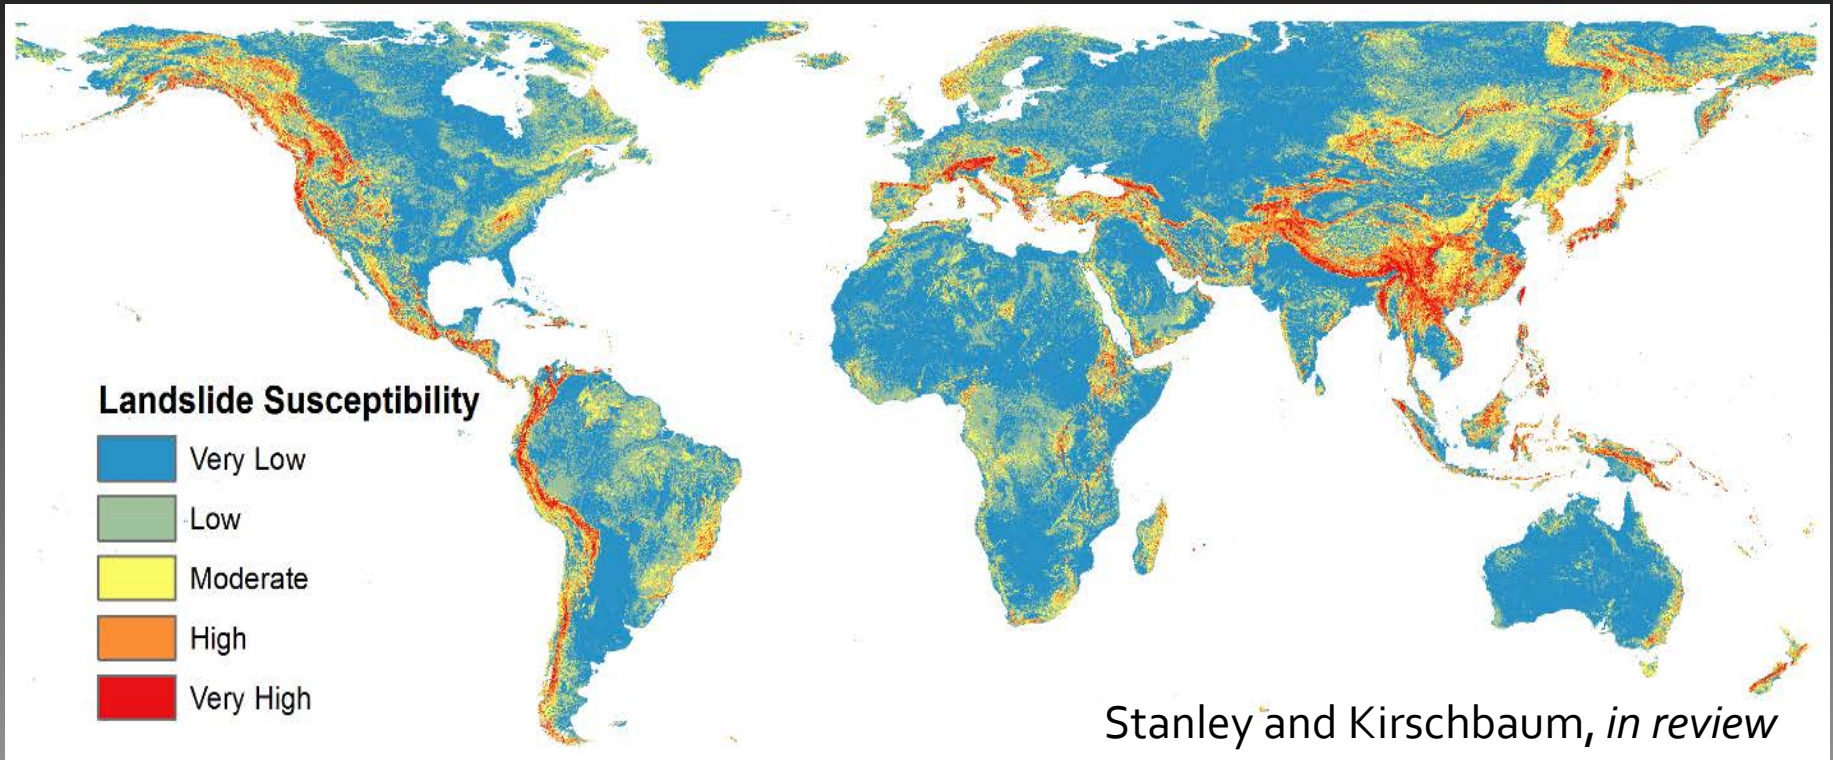 Landslide Susceptibility
Very Low
Low
Moderate
High
Very High
Stanley and Kirschbaum, in review